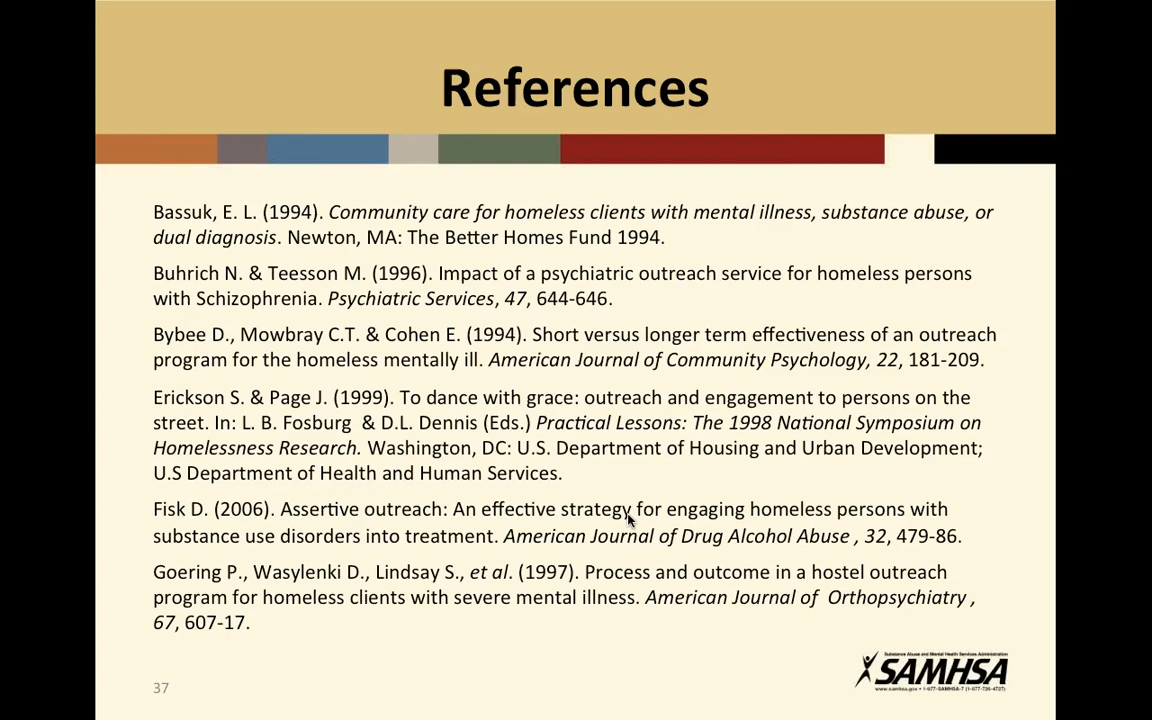 References
Bassuk, E. L. (1994). Community care for homeless clients with mental illness, substance abuse, or
dual diagnosis. Newton, MA: The Better Homes Fund 1994.
Buhrich N. & Teesson M. (1996). Impact of a psychiatric outreach service for homeless persons
with Schizophrenia. Psychiatric Services, 47, 644-646.
Bybee D., Mowbray C.T. & Cohen E. (1994). Short versus longer term effectiveness of an outreach
program for the homeless mentally ill. American Journal of Community Psychology, 22, 181-209.
Erickson S. & Page J. (1999). To dance with grace: outreach and engagement to persons on the
street. In: L. B. Fosburg & D.L. Dennis (Eds.) Practical Lessons: The 1998 National Symposium on
Homelessness Research. Washington, DC: U.S. Department of Housing and Urban Development;
U.S Department of Health and Human Services.
Fisk D. (2006). Assertive outreach: An effective strategy for engaging homeless persons with
substance use disorders into treatment. American Journal of Drug Alcohol Abuse , 32, 479-86.
Goering P., Wasylenki D., Lindsay S., et al. (1997). Process and outcome in a hostel outreach
program for homeless clients with severe mental illness. American Journal of Orthopsychiatry ,
67, 607-17.
Substance Abuse and Mental Health Services Administration
SAMHSA
www.samhsa.gov • 1-877-SAMHSA-7 (1-877-726-4727)
37